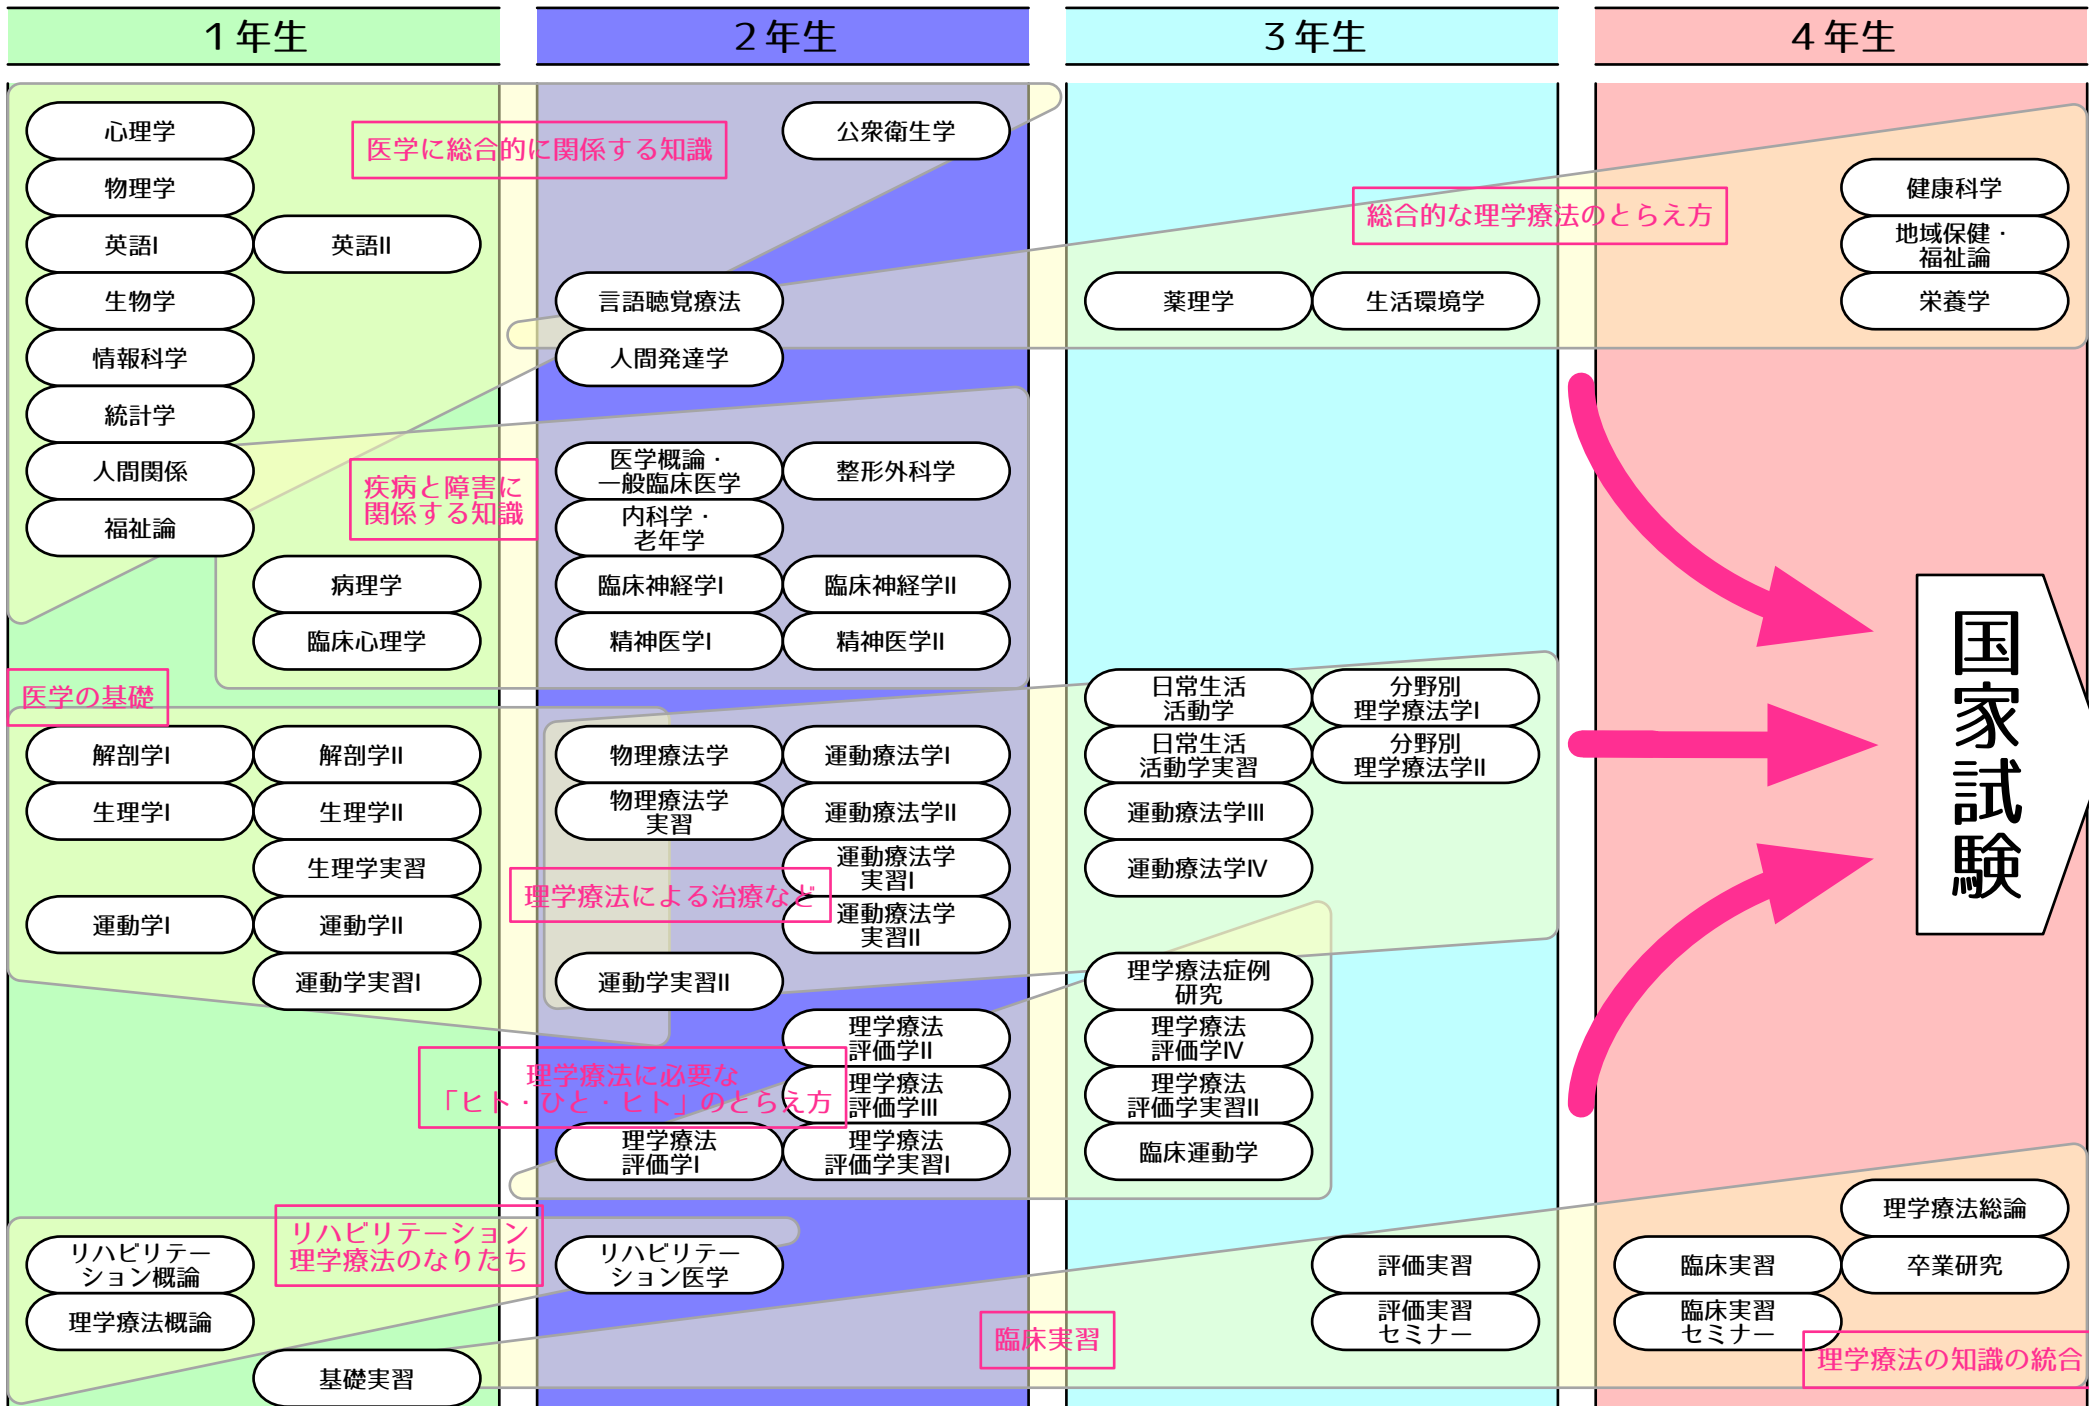 1年生
2年生
3年生
4年生
心理学
公衆衛生学
医学に総合的に関係する知識
物理学
健康科学
総合的な理学療法のとらえ方
英語I
英語II
地域保健・
福祉論
生物学
言語聴覚療法
薬理学
生活環境学
栄養学
情報科学
人間発達学
統計学
人間関係
医学概論・
一般臨床医学
整形外科学
疾病と障害に
関係する知識
福祉論
内科学・
老年学
病理学
臨床神経学I
臨床神経学II
臨床心理学
精神医学I
精神医学II
国家試験
医学の基礎
日常生活
活動学
分野別
理学療法学I
解剖学I
解剖学II
物理療法学
運動療法学I
日常生活
活動学実習
分野別
理学療法学II
生理学I
生理学II
物理療法学
実習
運動療法学II
運動療法学III
生理学実習
運動療法学
実習I
運動療法学IV
理学療法による治療など
運動学I
運動学II
運動療法学
実習II
運動学実習I
運動学実習II
理学療法症例
研究
理学療法
評価学II
理学療法
評価学IV
理学療法に必要な
「ヒト・ひと・ヒト」のとらえ方
理学療法
評価学III
理学療法
評価学実習II
理学療法
評価学I
理学療法
評価学実習I
臨床運動学
理学療法総論
リハビリテーション
理学療法のなりたち
リハビリテー
ション概論
リハビリテー
ション医学
評価実習
臨床実習
卒業研究
理学療法概論
評価実習
セミナー
臨床実習
セミナー
臨床実習
理学療法の知識の統合
基礎実習